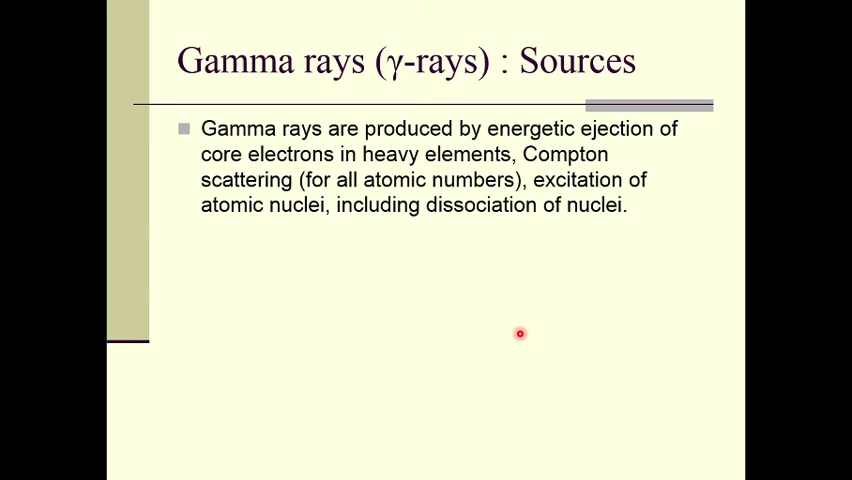 Gamma rays (γ-rays) : Sources
Gamma rays are produced by energetic ejection of
core electrons in heavy elements, Compton
scattering (for all atomic numbers), excitation of
atomic nuclei, including dissociation of nuclei.